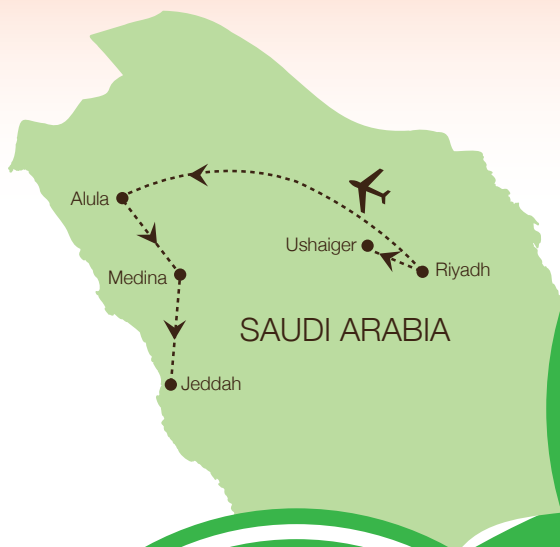 Alula
Ushaiger
Riyadh
Medina
SAUDI ARABIA
Jeddah